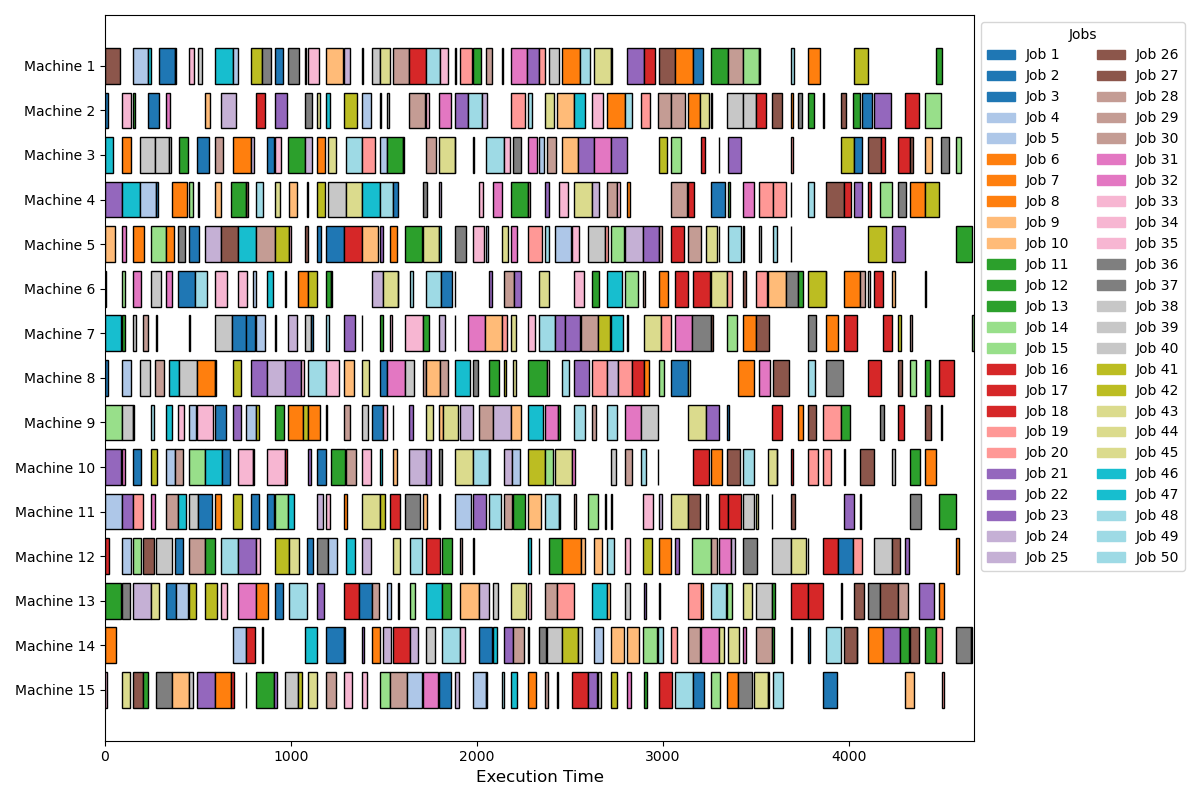 Machine 1
Machine 2
Machine 3
Machine 4
Machine 5
Machine 6
Machine 7
Machine 8
Machine 9
Machine 10
Machine 11
Machine 12
Machine 13
Machine 14
Machine 15
0 1000 2000 3000 4000
Execution Time
Jobs
Job 1
Job 2
Job 3
Job 4
Job 5
Job 6
Job 7
Job 8
Job 9
Job 10
Job 11
Job 12
Job 13
Job 14
Job 15
Job 16
Job 17
Job 18
Job 19
Job 20
Job 21
Job 22
Job 23
Job 24
Job 25
Job 26
Job 27
Job 28
Job 29
Job 30
Job 31
Job 32
Job 33
Job 34
Job 35
Job 36
Job 37
Job 38
Job 39
Job 40
Job 41
Job 42
Job 43
Job 44
Job 45
Job 46
Job 47
Job 48
Job 49
Job 50